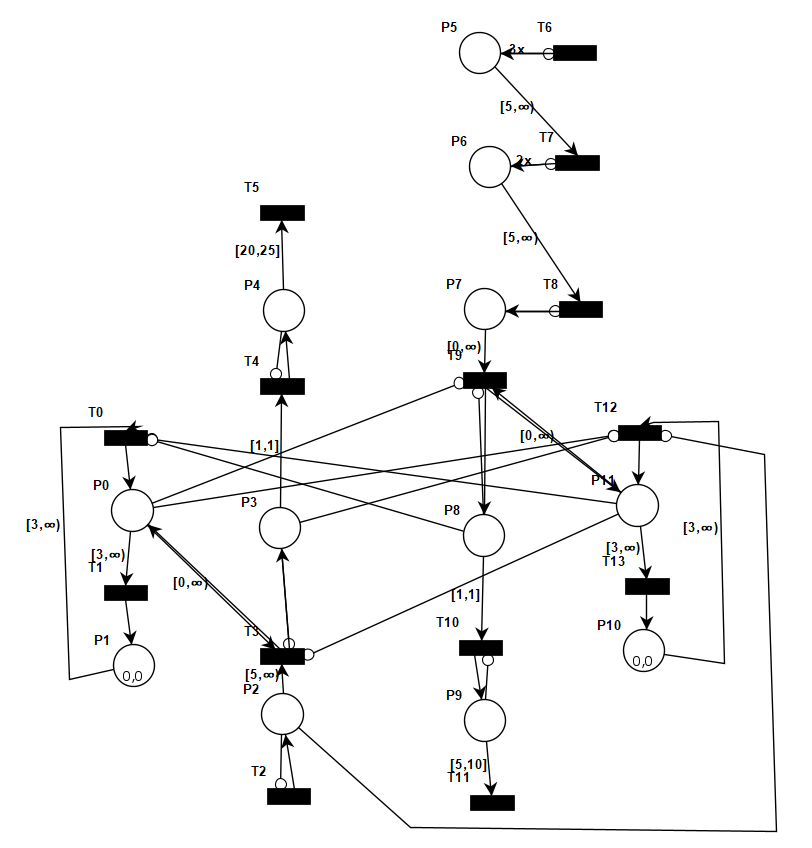 P5
T6
3x
[5,∞)
T7
P6
2x
T5
[5,∞)
[20,25]
P4
P7
T8
T4
[0,∞)
T9
T0
T12
[1,1]
[0,∞)
P0
P3
P8
P11
[3,∞)
[3,∞)
[3,∞)
T1
[0,∞)
[3,∞)
T13
[1,1]
P1
T3
T10
P10
0,0
[5,∞)
P2
P9
0,0
T2
[5,10]
T11